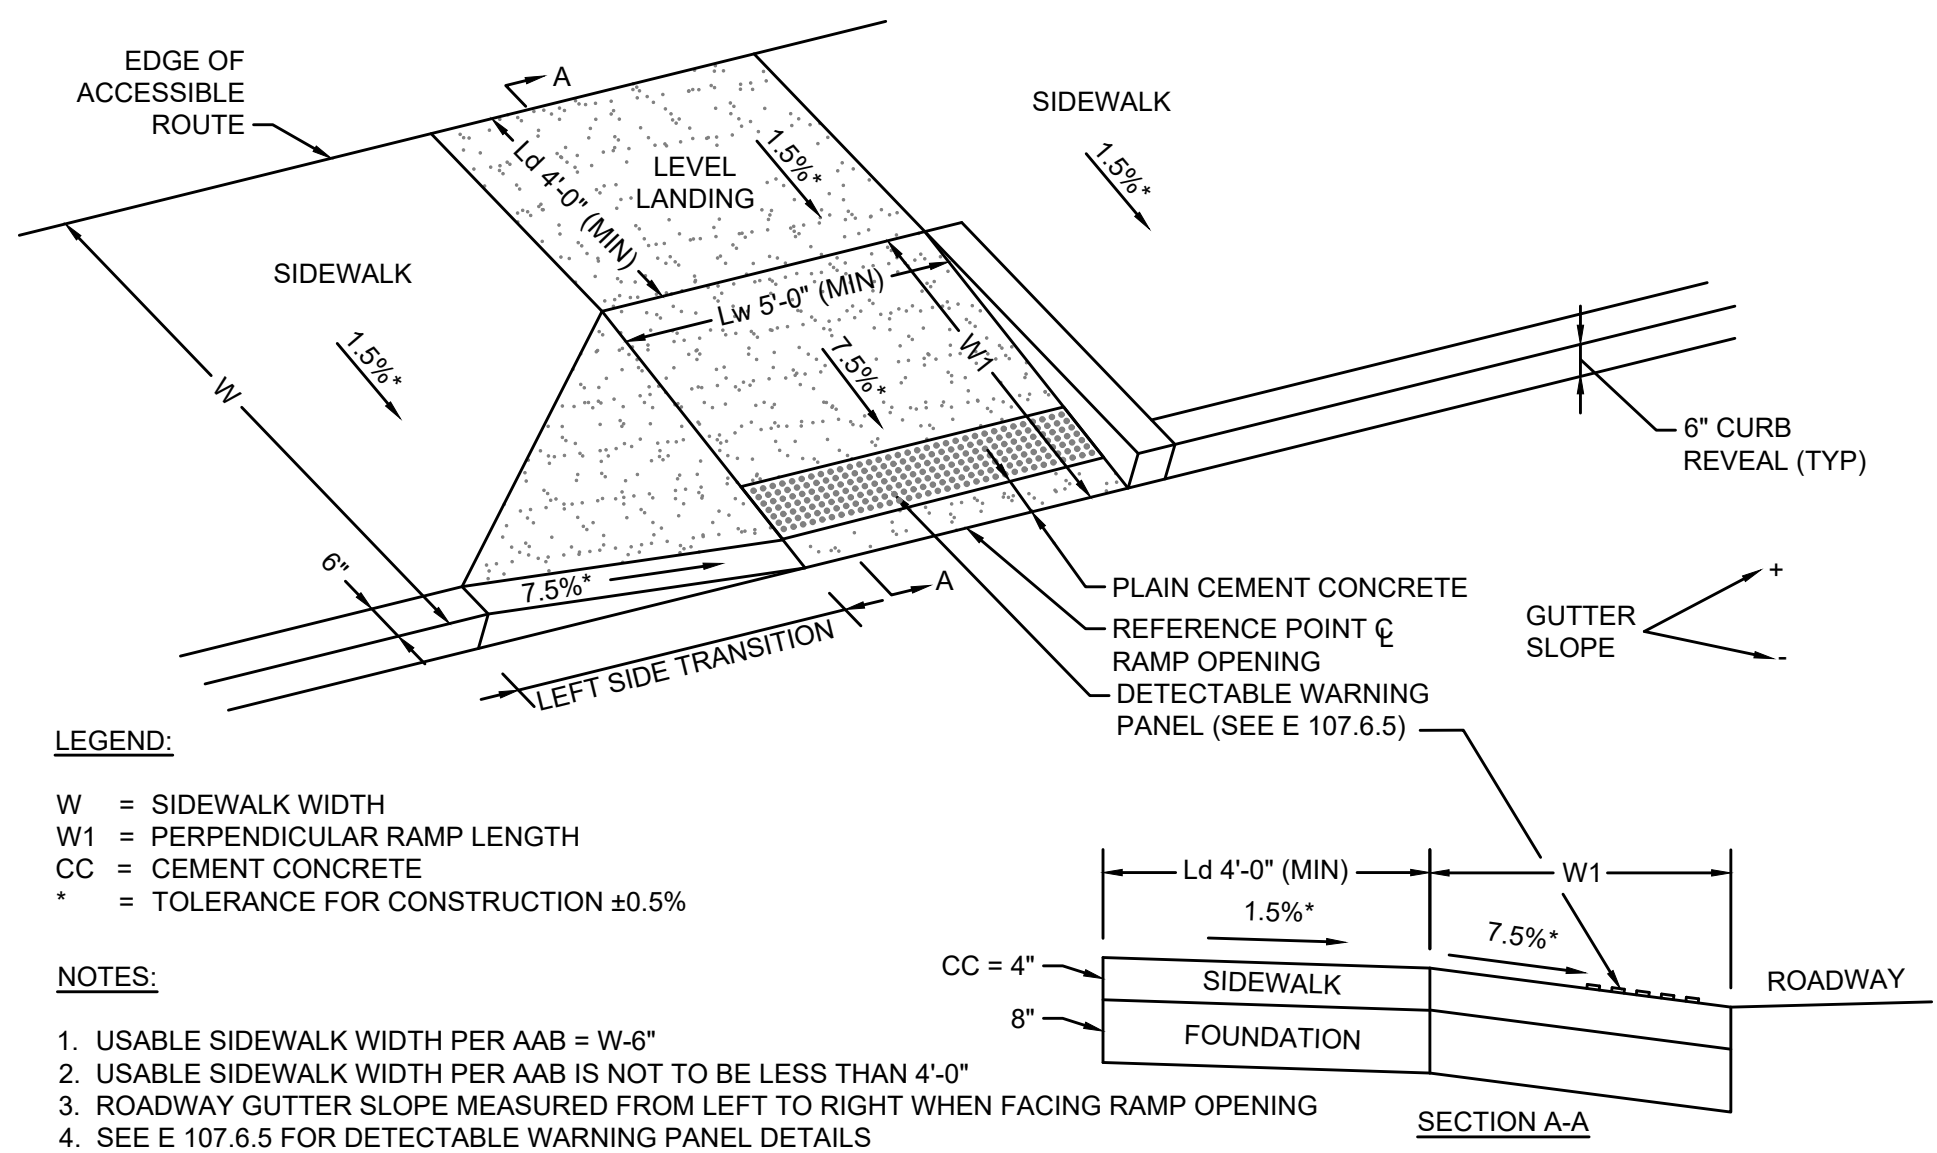 EDGE OF
ACCESSIBLE
ROUTE
A
SIDEWALK
1.5%*
LEVEL
LANDING
1.5%*
Ld 4'-0" (MIN)
SIDEWALK
1.5%*
W
Lw 5'-0" (MIN)
7.5%*
W1
6" CURB
REVEAL (TYP)
6"
7.5%*
A
LEFT SIDE TRANSITION
PLAIN CEMENT CONCRETE
REFERENCE POINT ℄
RAMP OPENING
DETECTABLE WARNING
PANEL (SEE E 107.6.5)
GUTTER
SLOPE
+
-
LEGEND:
W = SIDEWALK WIDTH
W1 = PERPENDICULAR RAMP LENGTH
CC = CEMENT CONCRETE
* = TOLERANCE FOR CONSTRUCTION ±0.5%
NOTES:
1. USABLE SIDEWALK WIDTH PER AAB = W-6"
2. USABLE SIDEWALK WIDTH PER AAB IS NOT TO BE LESS THAN 4'-0"
3. ROADWAY GUTTER SLOPE MEASURED FROM LEFT TO RIGHT WHEN FACING RAMP OPENING
4. SEE E 107.6.5 FOR DETECTABLE WARNING PANEL DETAILS
Ld 4'-0" (MIN)
W1
1.5%*
7.5%*
CC = 4"
SIDEWALK
ROADWAY
8"
FOUNDATION
SECTION A-A